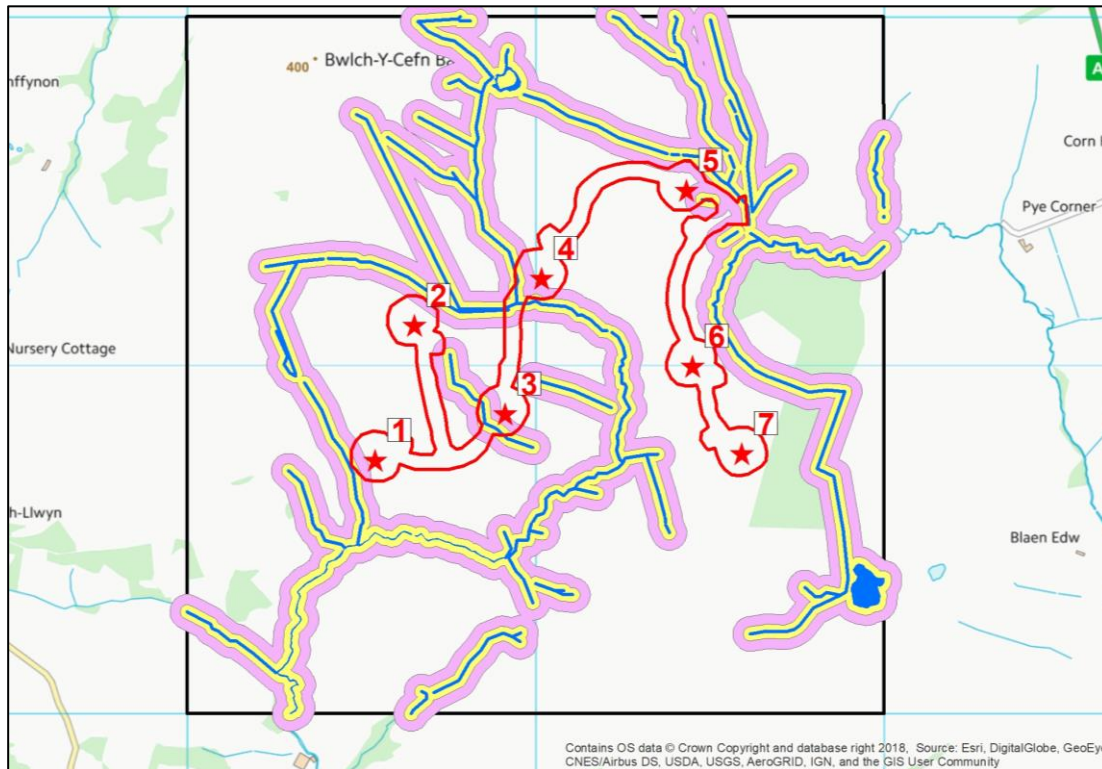 nffynon
400
Bwlch-Y-Cefn
A
Corn
5
Pye Corner
4
2
Nursery Cottage
6
3
1
7
h-Llwyn
Blaen Edw
Contains OS data © Crown Copyright and database right 2018, Source: Esri, DigitalGlobe, GeoEye
CNES/Airbus DS, USDA, USGS, AeroGRID, IGN, and the GIS User Community